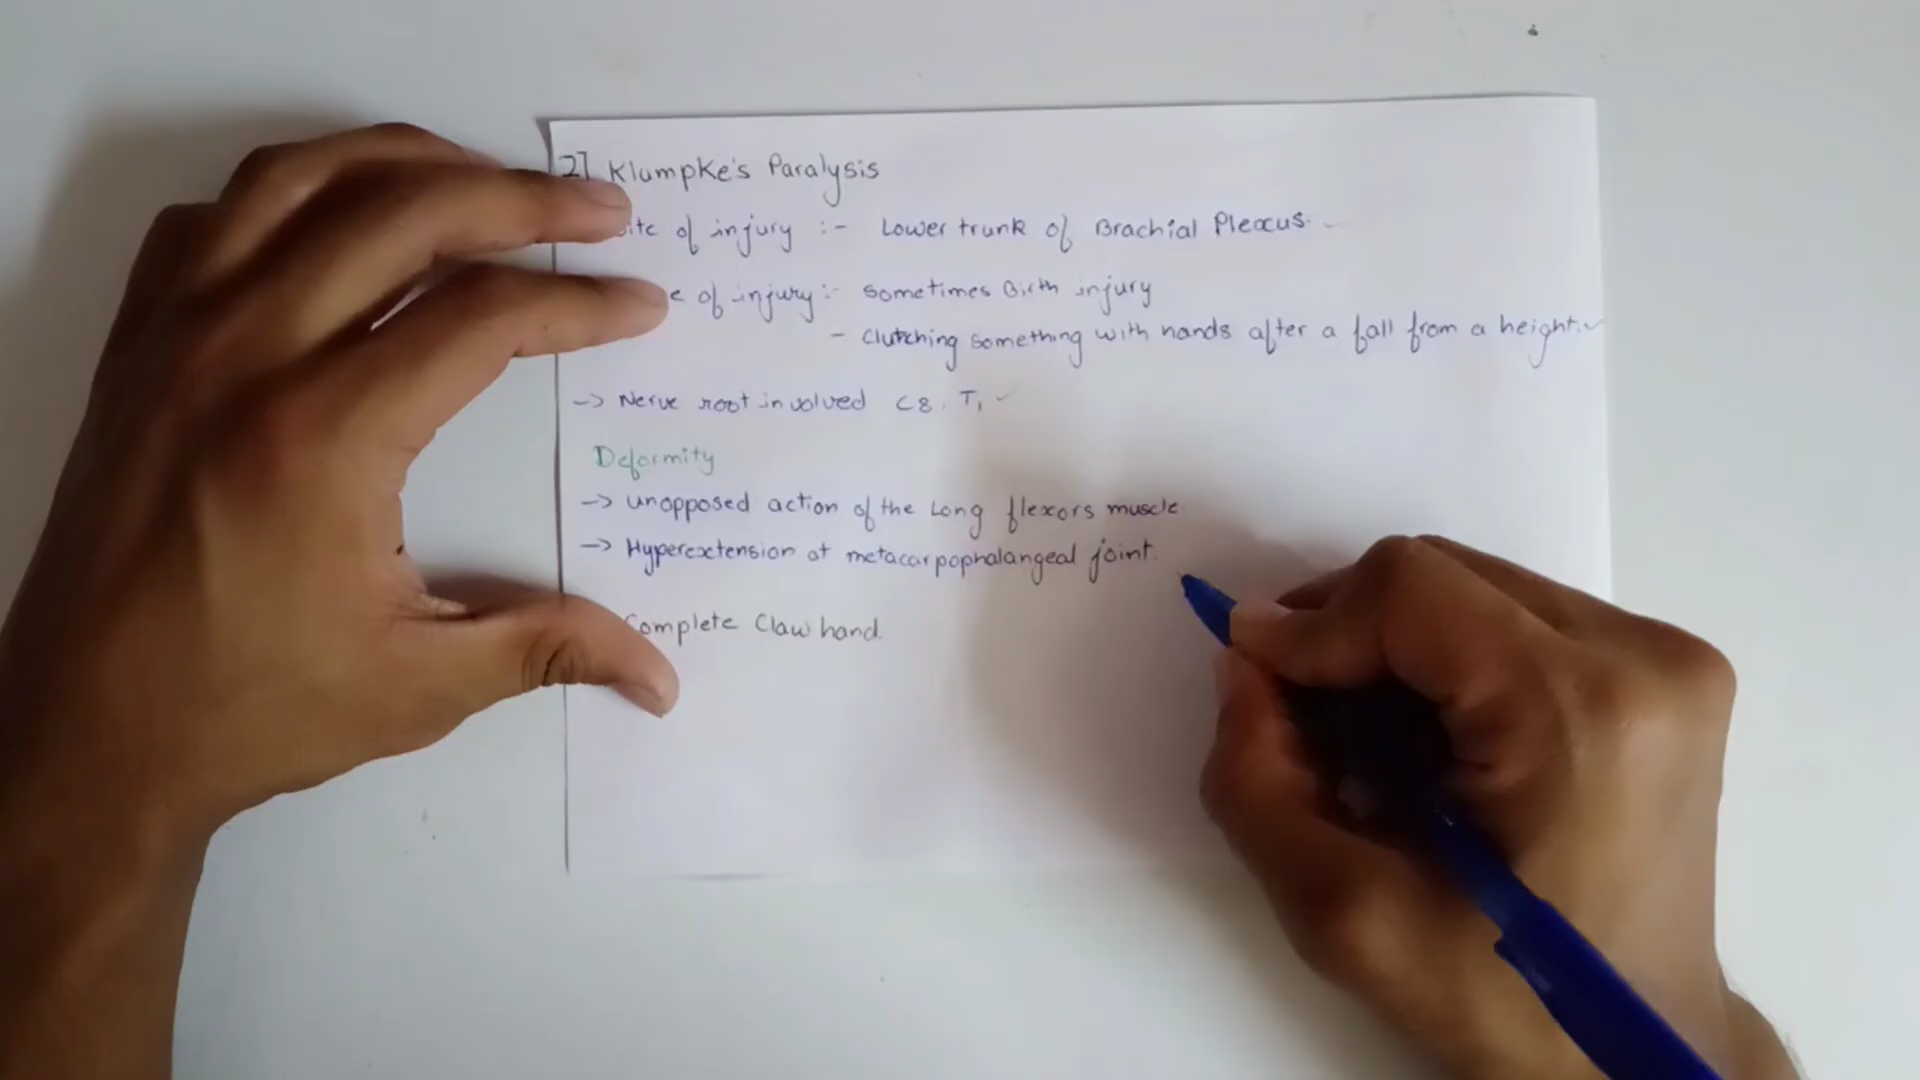 2] Klumpke's Paralysis
of injury :- Lower trunk of Brachial Plexus.
of injury :- Sometimes Birth injury
- Clutching something with hands after a fall from a height.
-> Nerve root involved C8, T1
Deformity
-> Unopposed action of the Long flexors muscle.
-> Hyperextension at metacarpophalangeal joint.
Complete Claw hand.